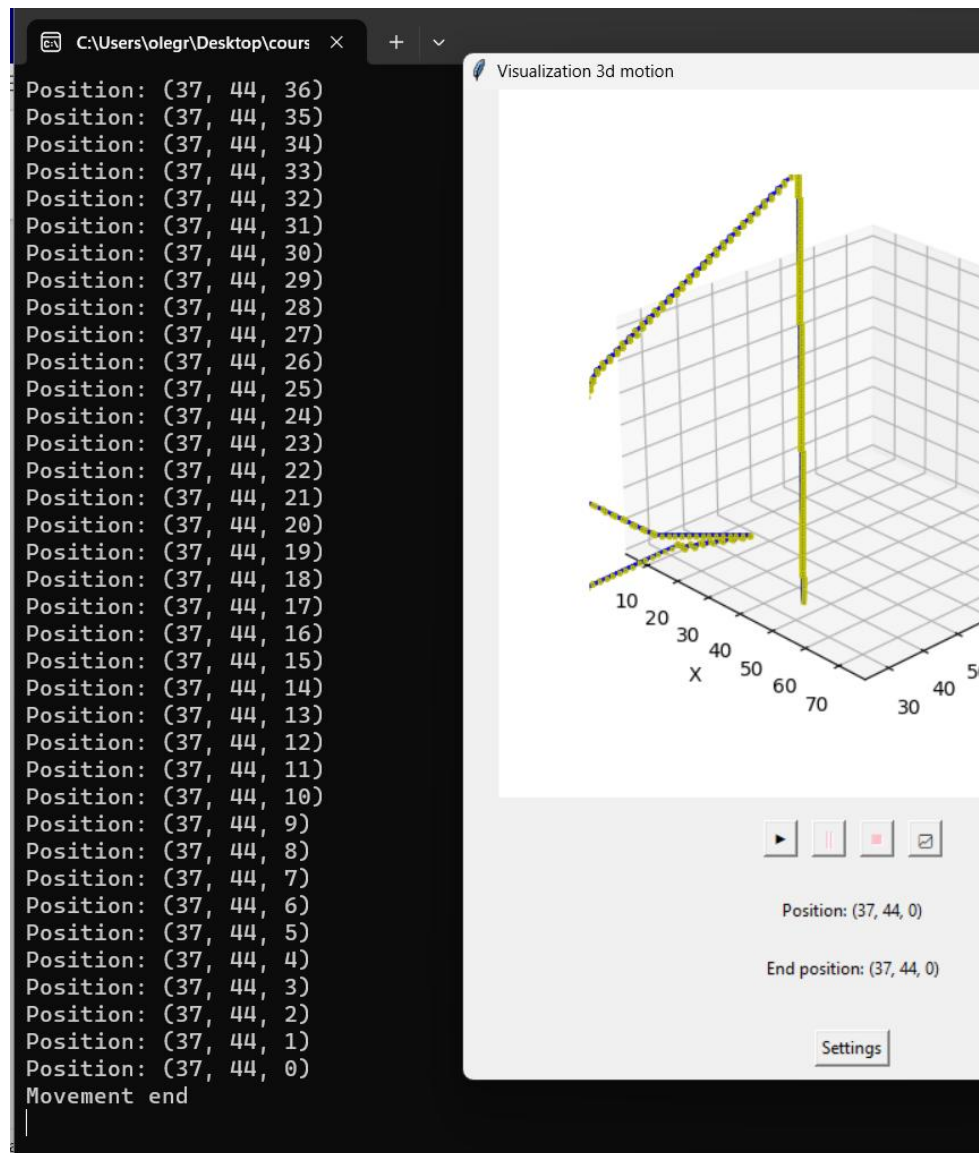 C:\Users\olegr\Desktop\cours
Position: (37, 44, 36)
Position: (37, 44, 35)
Position: (37, 44, 34)
Position: (37, 44, 33)
Position: (37, 44, 32)
Position: (37, 44, 31)
Position: (37, 44, 30)
Position: (37, 44, 29)
Position: (37, 44, 28)
Position: (37, 44, 27)
Position: (37, 44, 26)
Position: (37, 44, 25)
Position: (37, 44, 24)
Position: (37, 44, 23)
Position: (37, 44, 22)
Position: (37, 44, 21)
Position: (37, 44, 20)
Position: (37, 44, 19)
Position: (37, 44, 18)
Position: (37, 44, 17)
Position: (37, 44, 16)
Position: (37, 44, 15)
Position: (37, 44, 14)
Position: (37, 44, 13)
Position: (37, 44, 12)
Position: (37, 44, 11)
Position: (37, 44, 10)
Position: (37, 44, 9)
Position: (37, 44, 8)
Position: (37, 44, 7)
Position: (37, 44, 6)
Position: (37, 44, 5)
Position: (37, 44, 4)
Position: (37, 44, 3)
Position: (37, 44, 2)
Position: (37, 44, 1)
Position: (37, 44, 0)
Movement end
Visualization 3d motion
10
20
30
40
50
60
70
X
30
40
Position: (37, 44, 0)
End position: (37, 44, 0)
Settings